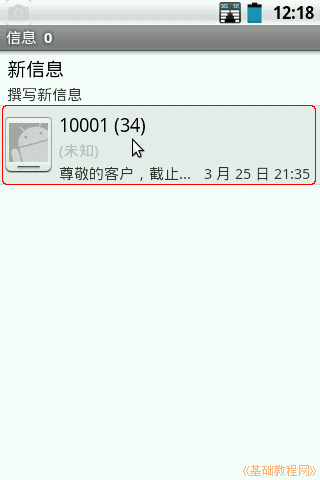 12:18
信息 0
新信息
撰写新信息
10001 (34)
(未知)
尊敬的客户，截止... 3 月 25 日 21:35
《基础教程网》